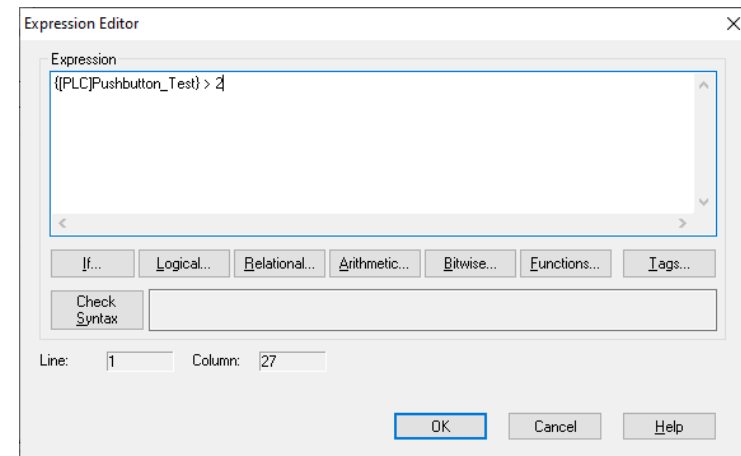 Expression Editor
Expression
{[PLC]Pushbutton_Test} > 2
If... Logical... Relational... Arithmetic... Bitwise... Functions... Tags...
Check
Syntax
Line: 1 Column: 27
OK Cancel Help